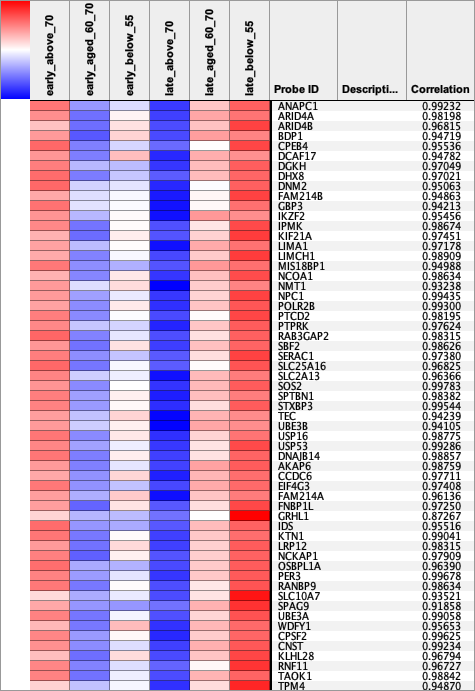 early_above_70
early_aged_60_70
early_below_55
late_above_70
late_aged_60_70
late_below_55
Probe ID Descripti... Correlation
ANAPC1 0.99232
ARID4A 0.98198
ARID4B 0.96815
BDP1 0.94719
CPEB4 0.95536
DCAF17 0.94782
DGKH 0.97049
DHX8 0.97021
DNM2 0.95063
FAM214B 0.94863
GBP3 0.94213
IKZF2 0.95456
IPMK 0.98674
KIF21A 0.97451
LIMA1 0.97178
LIMCH1 0.98909
MIS18BP1 0.94988
NCOA1 0.98634
NMT1 0.93238
NPC1 0.99435
POLR2B 0.99300
PTCD2 0.98195
PTPRK 0.97624
RAB3GAP2 0.98315
SBF2 0.98626
SERAC1 0.97380
SLC25A16 0.96825
SLC2A13 0.96366
SOS2 0.99783
SPTBN1 0.98382
STXBP3 0.99544
TEC 0.94239
UBE3B 0.94105
USP16 0.98775
USP53 0.99286
DNAJB14 0.98857
AKAP6 0.98759
CCDC6 0.97711
EIF4G3 0.97408
FAM214A 0.96136
FNBP1L 0.97250
GRHL1 0.87267
IDS 0.95516
KTN1 0.99041
LRP12 0.98315
NCKAP1 0.97909
OSBPL1A 0.96390
PER3 0.99678
RANBP9 0.98634
SLC10A7 0.93521
SPAG9 0.91858
UBE3A 0.99058
WDFY1 0.95653
CPSF2 0.99625
CNST 0.99234
KLHL28 0.96794
RNF11 0.96727
TAOK1 0.98842
TPM4 0.94870